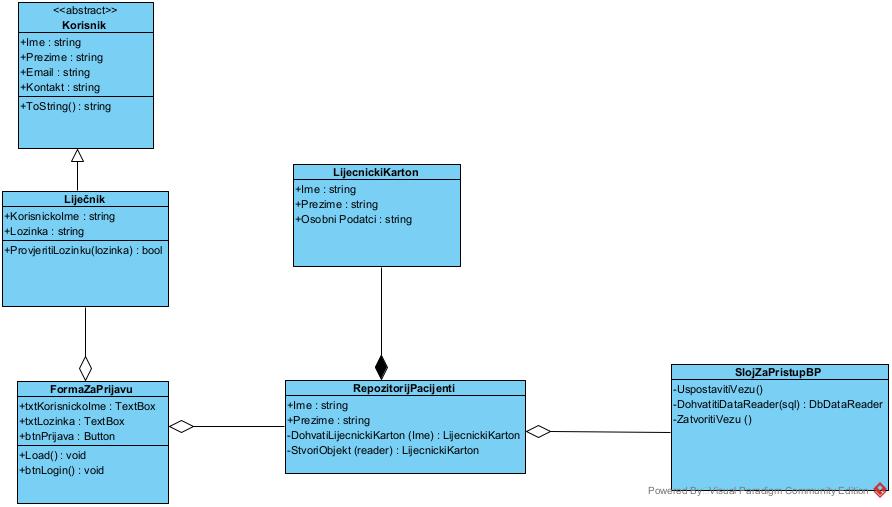 <<abstract>>
Korisnik
+Ime : string
+Prezime : string
+Email : string
+Kontakt : string
+ToString() : string
Liječnik
+KorisnickoIme : string
+Lozinka : string
+ProvjeritiLozinku(lozinka) : bool
LijecnickiKarton
+Ime : string
+Prezime : string
+Osobni Podatci : string
FormaZaPrijavu
+txtKorisnickoIme : TextBox
+txtLozinka : TextBox
+btnPrijava : Button
+Load() : void
+btnLogin() : void
RepozitorijPacijenti
+Ime : string
+Prezime : string
-DohvatiLijecnickiKarton (Ime) : LijecnickiKarton
-StvoriObjekt (reader) : LijecnickiKarton
SlojZaPristupBP
-UspostavitiVezu()
-DohvatitiDataReader(sql) : DbDataReader
-ZatvoritiVezu ()
Powered By Visual Paradigm Community Edition